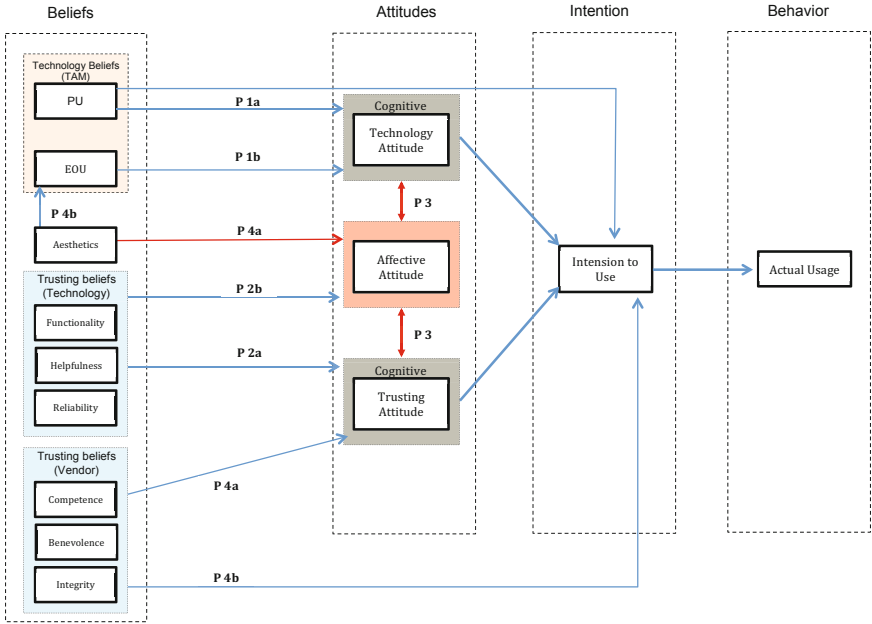 Beliefs
Attitudes
Intention
Behavior
Technology Beliefs
(TAM)
PU
EOU
P 1a
P 1b
P 4b
Aesthetics
P 4a
Trusting beliefs
(Technology)
P 2b
Functionality
Helpfulness
P 2a
Reliability
Trusting beliefs
(Vendor)
Competence
P 4a
Benevolence
Integrity
P 4b
Cognitive
Technology
Attitude
P 3
Affective
Attitude
P 3
Cognitive
Trusting
Attitude
Intension to
Use
Actual Usage